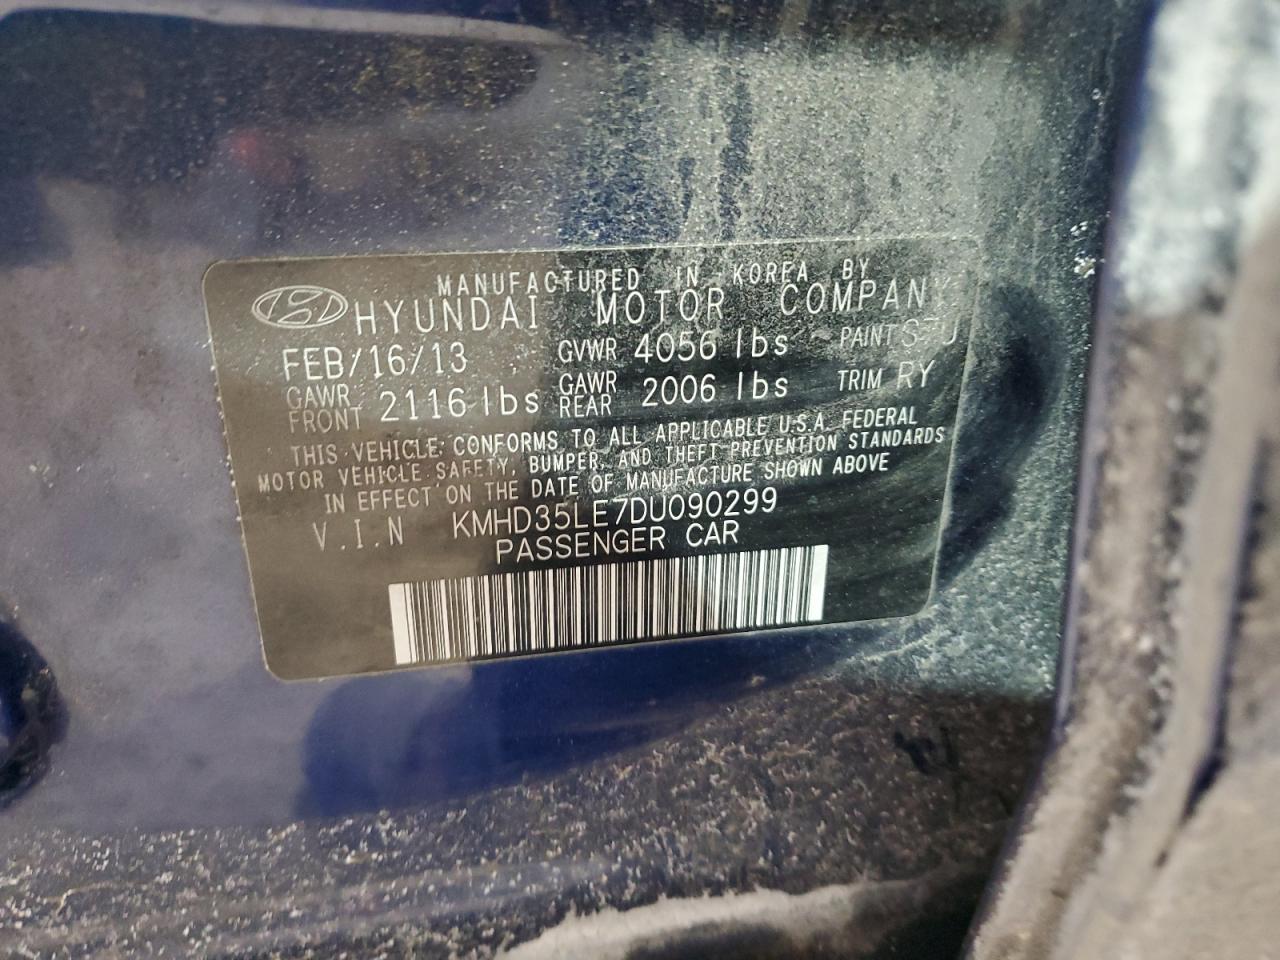 MANUFACTURED IN KOREA BY
HYUNDAI MOTOR COMPANY
FEB/16/13 GVWR 4056 lbs PAINT
GAWR FRONT 2116 lbs GAWR REAR 2006 lbs TRIM RY
THIS VEHICLE CONFORMS TO ALL APPLICABLE U.S.A. FEDERAL
MOTOR VEHICLE SAFETY, BUMPER, AND THEFT PREVENTION STANDARDS
IN EFFECT ON THE DATE OF MANUFACTURE SHOWN ABOVE
V.I.N KMHD35LE7DU090299
PASSENGER CAR